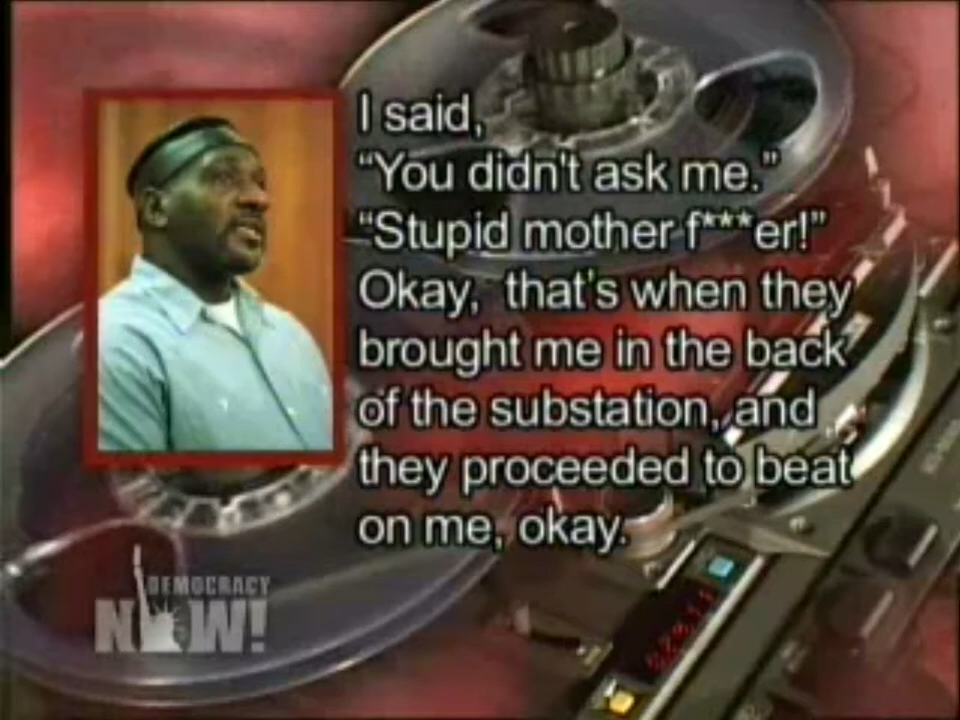 I said,
“You didn't ask me.”
“Stupid mother f***er!”
Okay, that's when they
brought me in the back
of the substation, and
they proceeded to beat
on me, okay.
DEMOCRACY
NOW!